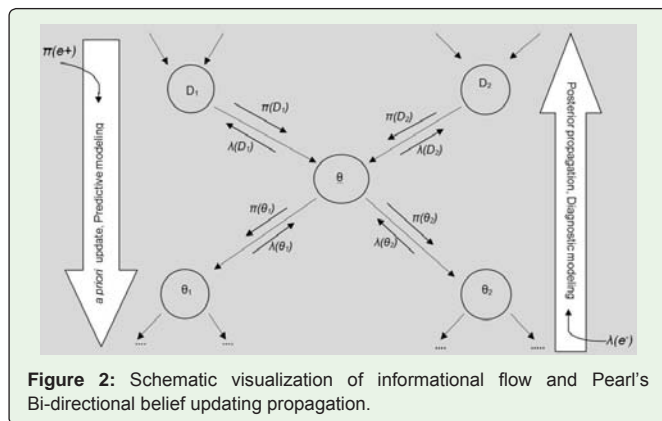 π(e+)
a priori update, Predictive modeling
D₁
D₂
π(D₁)
λ(D₁)
π(D₂)
λ(D₂)
θ
π(θ₁)
λ(θ₁)
π(θ₂)
λ(θ₂)
θ₁
θ₂
....
....
....
.....
Posterior propagation, Diagnostic modeling
λ(e⁻)
Figure 2: Schematic visualization of informational flow and Pearl's
Bi-directional belief updating propagation.